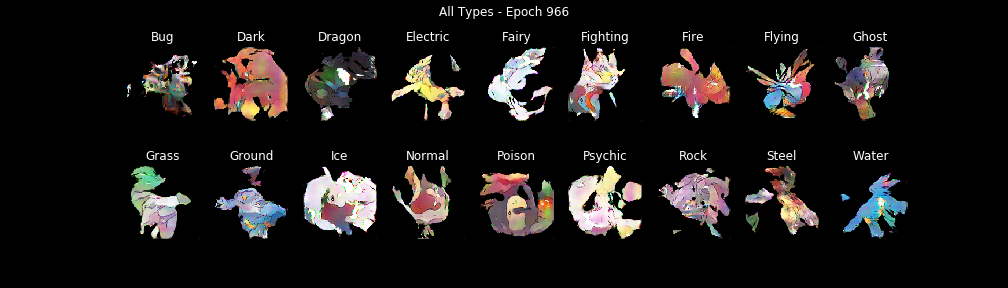 All Types - Epoch 966
Bug Dark Dragon Electric Fairy Fighting Fire Flying Ghost
Grass Ground Ice Normal Poison Psychic Rock Steel Water